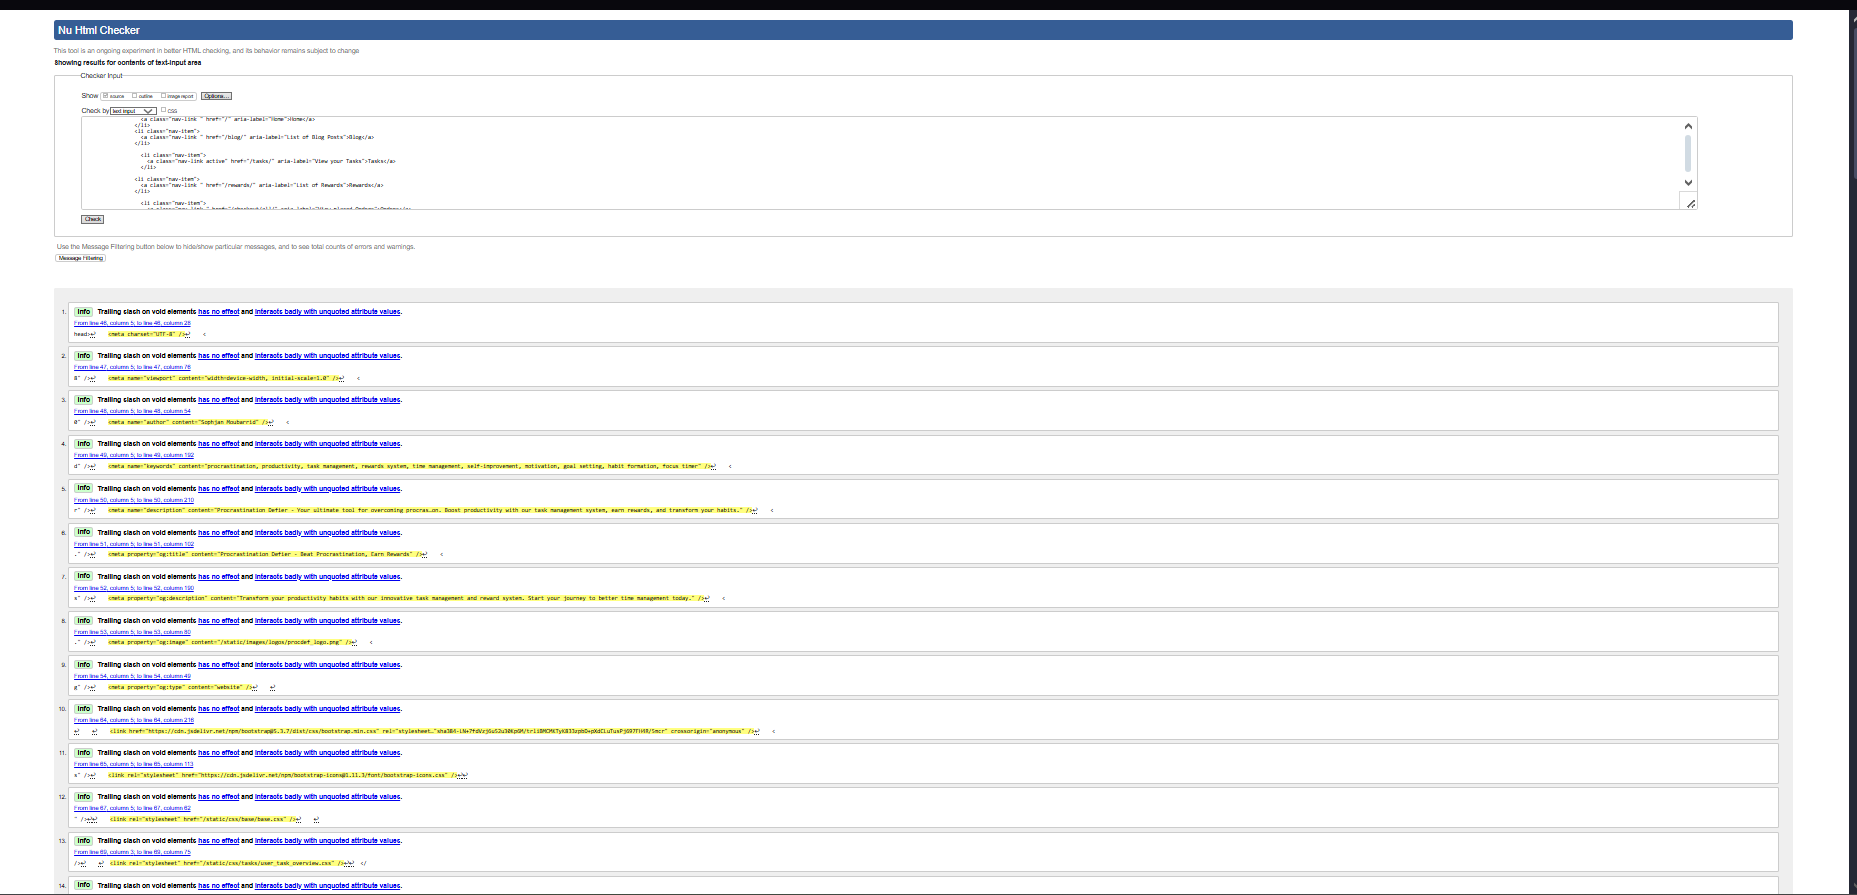 Nu Html Checker
This tool is an ongoing experiment in better HTML checking, and its behavior remains subject to change
Showing results for contents of text-input area
Checker Input
Show source outline image report Options...
Check by text input css
<a class="nav-link " href="/" aria-label="Home">Home</a>
</li>
<li class="nav-item">
<a class="nav-link " href="/blog/" aria-label="List of Blog Posts">Blog</a>
</li>
<li class="nav-item">
<a class="nav-link active" href="/tasks/" aria-label="View your Tasks">Tasks</a>
</li>
<li class="nav-item">
<a class="nav-link " href="/rewards/" aria-label="List of Rewards">Rewards</a>
</li>
<li class="nav-item">
Check
Use the Message Filtering button below to hide/show particular messages, and to see total counts of errors and warnings.
Message Filtering
1. Info Trailing slash on void elements has no effect and interacts badly with unquoted attribute values.
From line 46, column 5; to line 46, column 28
head>↩ <meta charset="UTF-8" />↩ <
2. Info Trailing slash on void elements has no effect and interacts badly with unquoted attribute values.
From line 47, column 5; to line 47, column 76
8" />↩ <meta name="viewport" content="width=device-width, initial-scale=1.0" />↩ <
3. Info Trailing slash on void elements has no effect and interacts badly with unquoted attribute values.
From line 48, column 5; to line 48, column 54
0" />↩ <meta name="author" content="Sophjan Moubarrid" />↩ <
4. Info Trailing slash on void elements has no effect and interacts badly with unquoted attribute values.
From line 49, column 5; to line 49, column 192
d" />↩ <meta name="keywords" content="procrastination, productivity, task management, rewards system, time management, self-improvement, motivation, goal setting, habit formation, focus timer" />↩ <
5. Info Trailing slash on void elements has no effect and interacts badly with unquoted attribute values.
From line 50, column 5; to line 50, column 210
r" />↩ <meta name="description" content="Procrastination Defier - Your ultimate tool for overcoming procras…on. Boost productivity with our task management system, earn rewards, and transform your habits." />↩ <
6. Info Trailing slash on void elements has no effect and interacts badly with unquoted attribute values.
From line 51, column 5; to line 51, column 102
." />↩ <meta property="og:title" content="Procrastination Defier - Beat Procrastination, Earn Rewards" />↩ <
7. Info Trailing slash on void elements has no effect and interacts badly with unquoted attribute values.
From line 52, column 5; to line 52, column 190
s" />↩ <meta property="og:description" content="Transform your productivity habits with our innovative task management and reward system. Start your journey to better time management today." />↩ <
8. Info Trailing slash on void elements has no effect and interacts badly with unquoted attribute values.
From line 53, column 5; to line 53, column 80
." />↩ <meta property="og:image" content="/static/images/logos/procdef_logo.png" />↩ <
9. Info Trailing slash on void elements has no effect and interacts badly with unquoted attribute values.
From line 54, column 5; to line 54, column 49
g" />↩ <meta property="og:type" content="website" />↩ ↩
10. Info Trailing slash on void elements has no effect and interacts badly with unquoted attribute values.
From line 64, column 5; to line 64, column 216
↩ ↩ <link href="https://cdn.jsdelivr.net/npm/bootstrap@5.3.7/dist/css/bootstrap.min.css" rel="stylesheet… crossorigin="anonymous" />↩ <
11. Info Trailing slash on void elements has no effect and interacts badly with unquoted attribute values.
From line 65, column 5; to line 65, column 113
s" />↩ <link rel="stylesheet" href="https://cdn.jsdelivr.net/npm/bootstrap-icons@1.11.3/font/bootstrap-icons.css" />↩↩
12. Info Trailing slash on void elements has no effect and interacts badly with unquoted attribute values.
From line 67, column 5; to line 67, column 62
" />↩↩ <link rel="stylesheet" href="/static/css/base/base.css" />↩ ↩
13. Info Trailing slash on void elements has no effect and interacts badly with unquoted attribute values.
From line 69, column 3; to line 69, column 75
/>↩ ↩ <link rel="stylesheet" href="/static/css/tasks/user_task_overview.css" />↩↩ </
14. Info Trailing slash on void elements has no effect and interacts badly with unquoted attribute values.